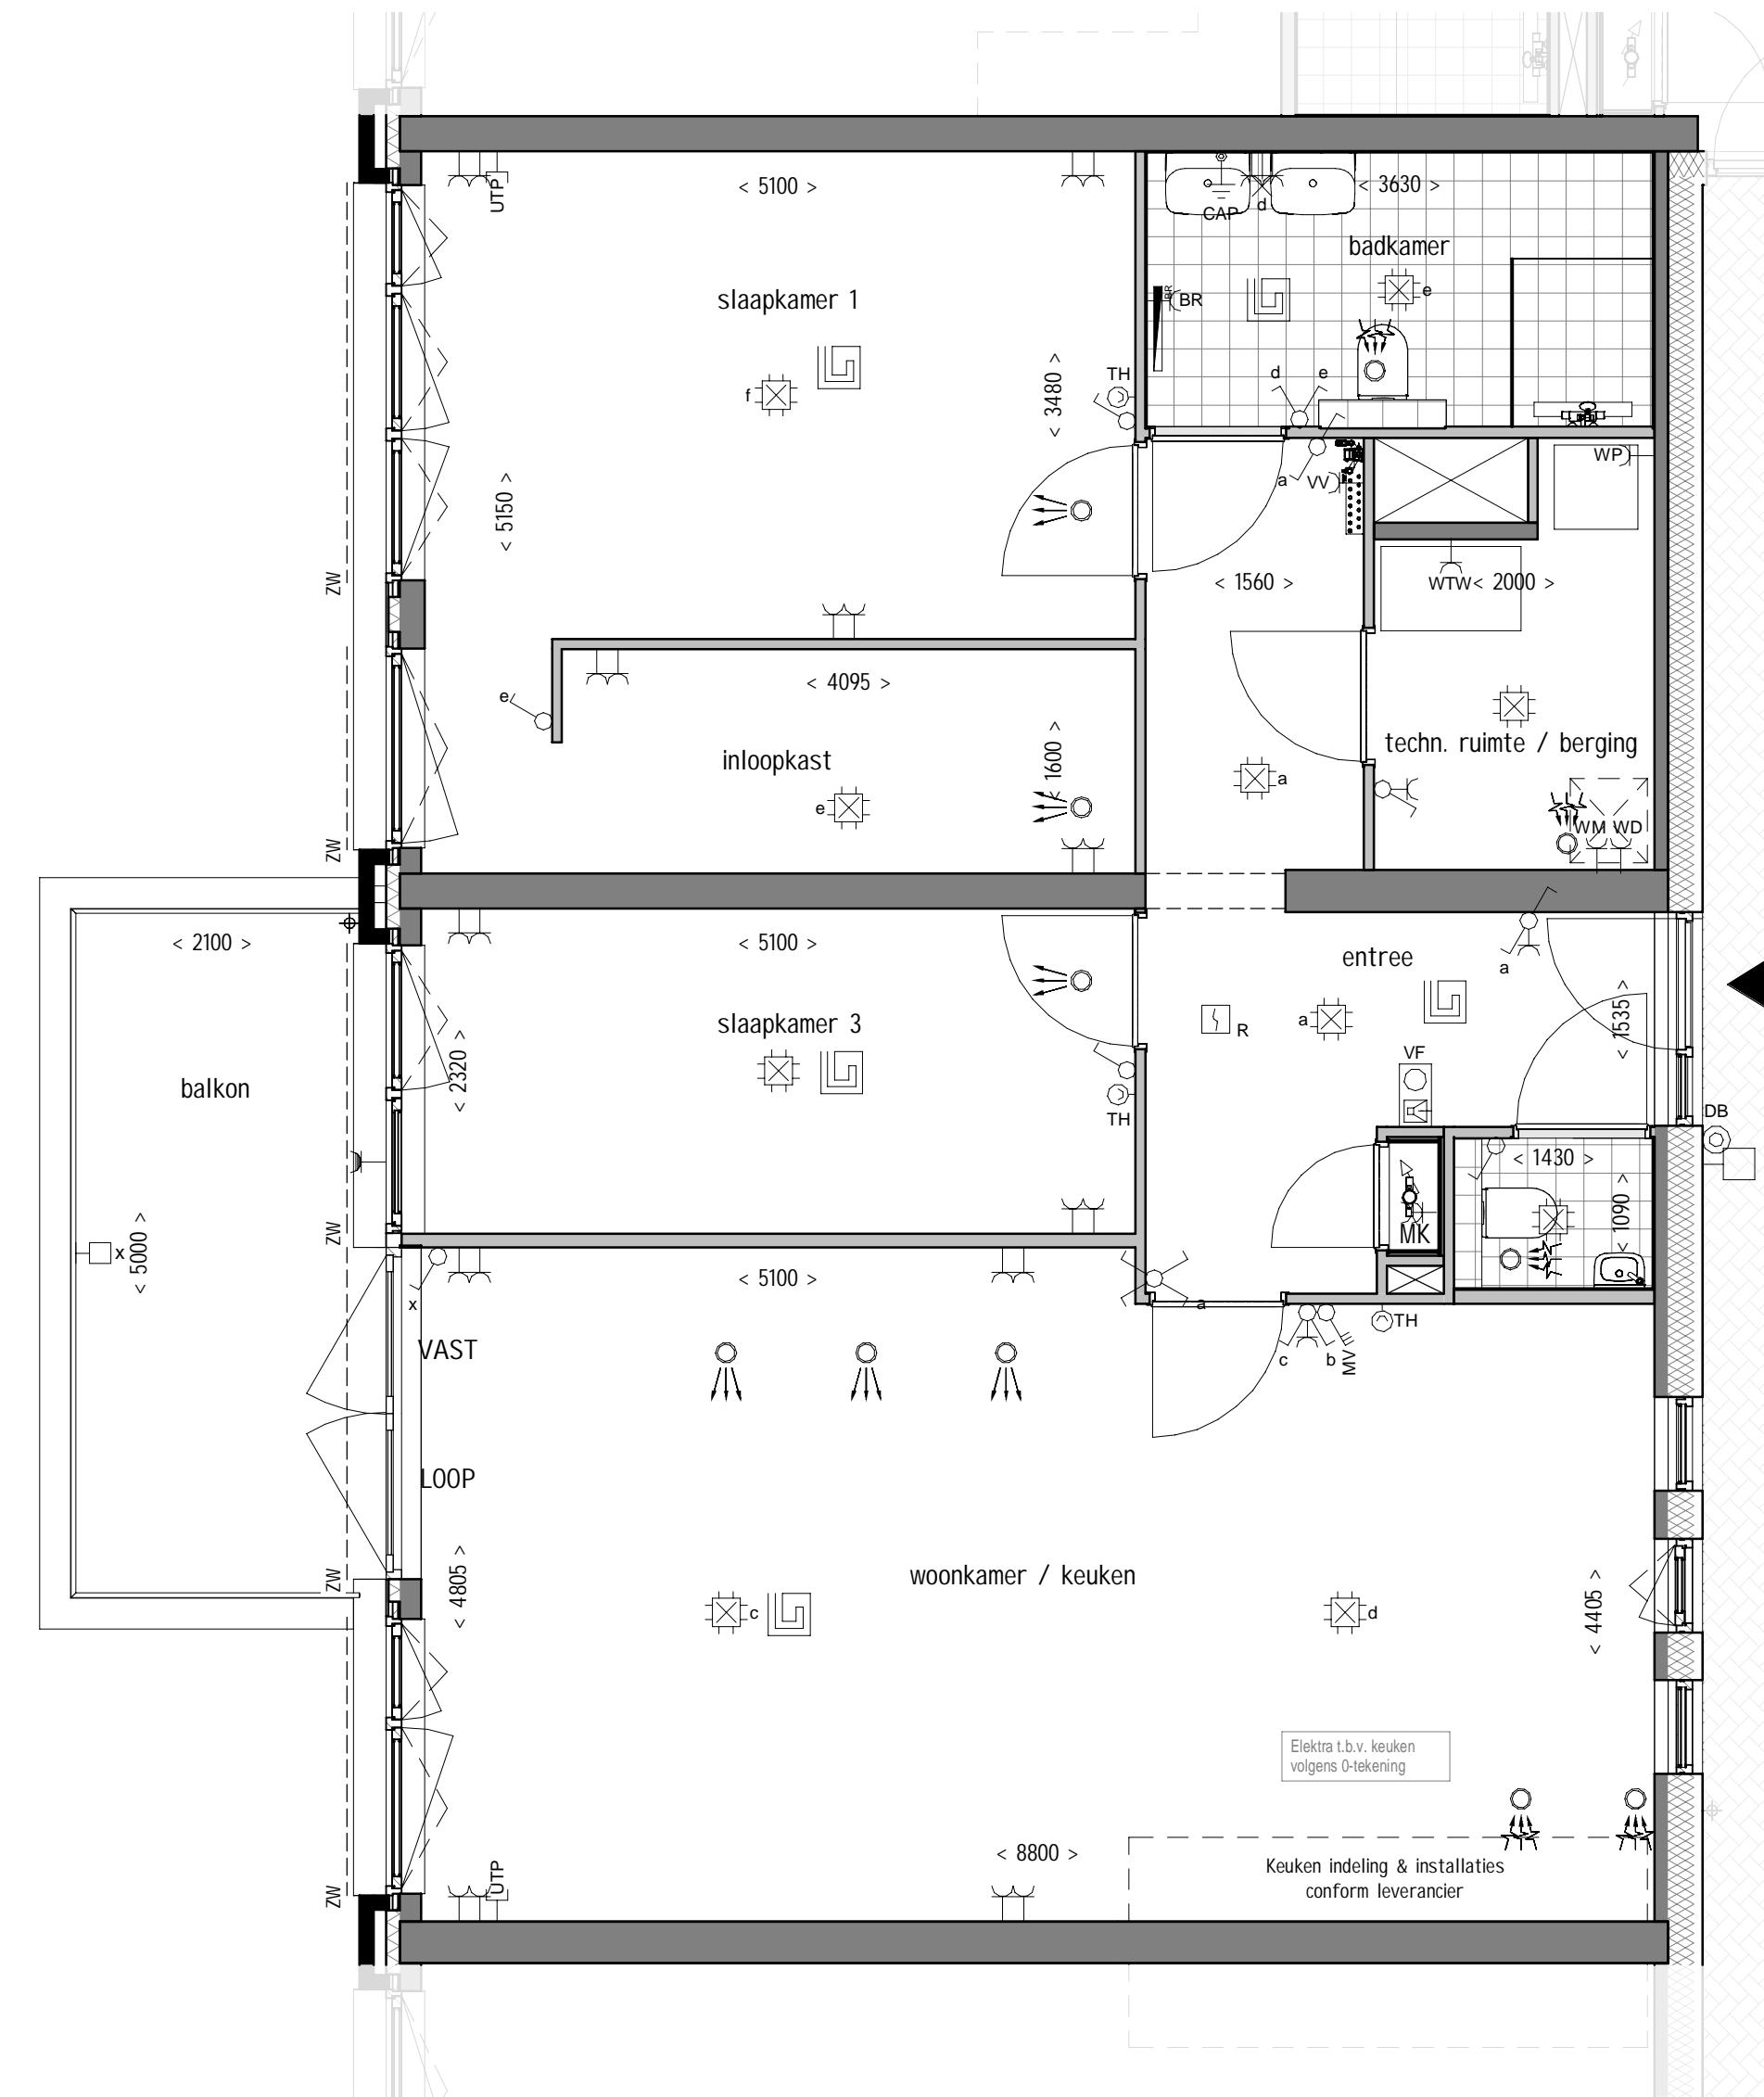 UTP
< 5100 >
< 3630 >
CAP
d
badkamer
slaapkamer 1
e
BR
BR
f
TH
< 3480 >
d
e
a
VV
WP
< 5150 >
ZW
< 1560 >
WTW
< 2000 >
< 4095 >
e
inloopkast
< 1600 >
e
a
techn. ruimte / berging
WM
WD
ZW
< 2100 >
< 5100 >
entree
a
slaapkamer 3
< 2320 >
R
a
< 1535 >
VF
balkon
TH
DB
< 1430 >
< 1090 >
MK
ZW
x
< 5000 >
x
< 5100 >
a
TH
c
b
MV
VAST
LOOP
ZW
< 4805 >
woonkamer / keuken
c
d
< 4405 >
Elektra t.b.v. keuken
volgens 0-tekening
< 8800 >
UTP
ZW
Keuken indeling & installaties
conform leverancier